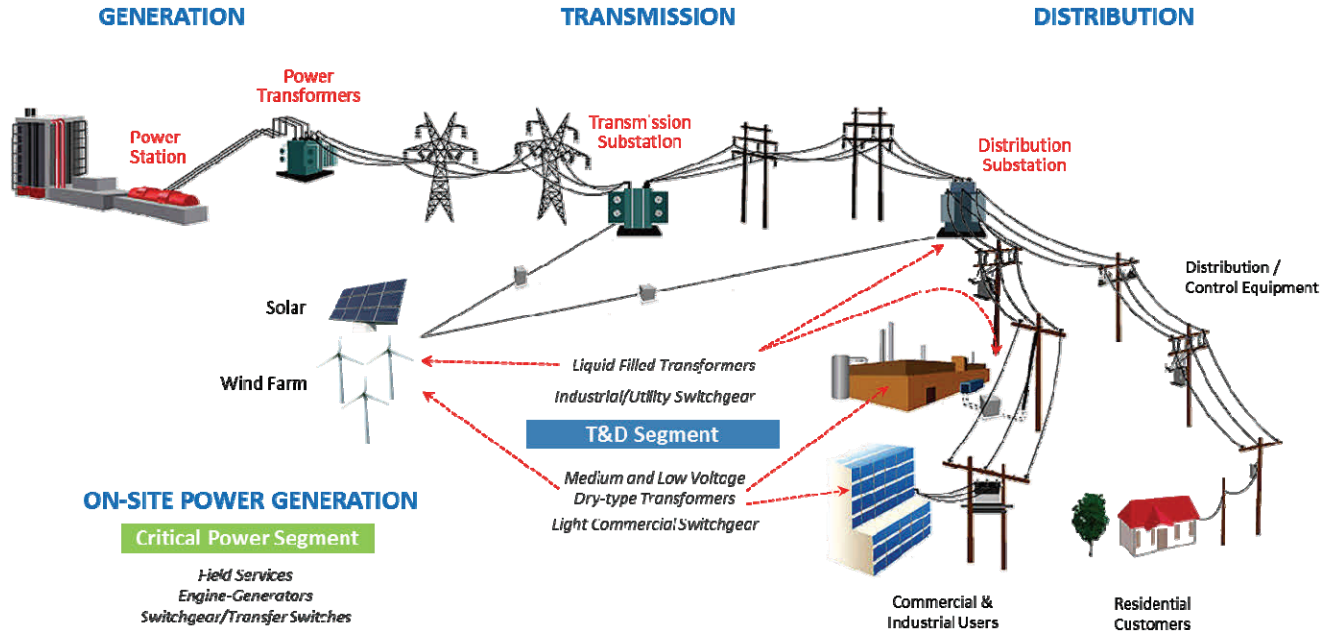 GENERATION
TRANSMISSION
DISTRIBUTION
Power
Transformers
Power
Station
Transmission
Substation
Distribution
Substation
Distribution /
Control Equipment
Solar
Wind Farm
Liquid Filled Transformers
Industrial/Utility Switchgear
T&D Segment
Medium and Low Voltage
Dry-type Transformers
Light Commercial Switchgear
ON-SITE POWER GENERATION
Critical Power Segment
Field Services
Engine-Generators
Switchgear/Transfer Switches
Commercial &
Industrial Users
Residential
Customers